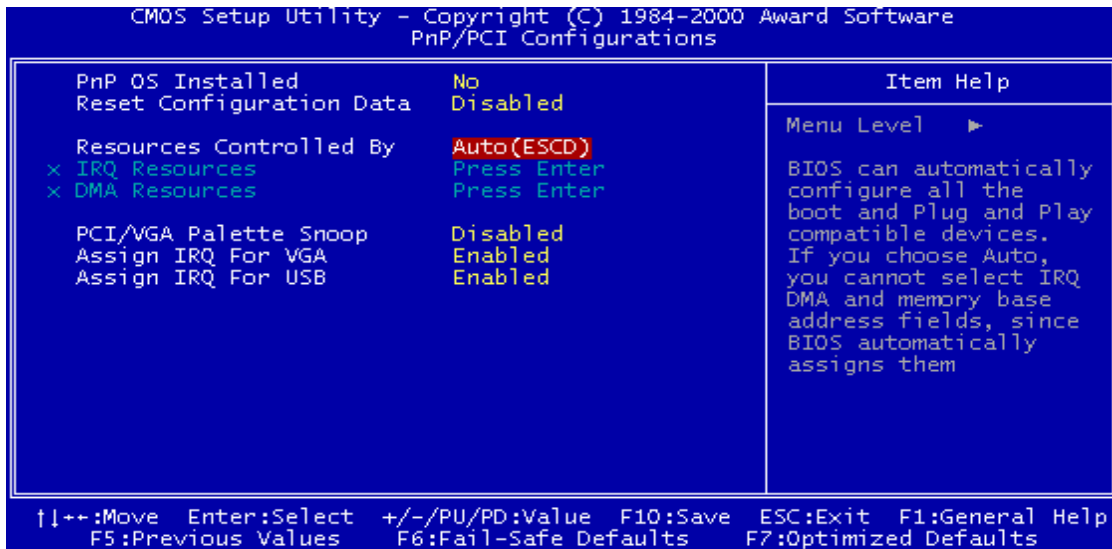 CMOS Setup Utility – Copyright (C) 1984–2000 Award Software
PnP/PCI Configurations
PnP OS Installed No
Reset Configuration Data Disabled
Resources Controlled By Auto(ESCD)
x IRQ Resources Press Enter
x DMA Resources Press Enter
PCI/VGA Palette Snoop Disabled
Assign IRQ For VGA Enabled
Assign IRQ For USB Enabled
Item Help
Menu Level ►
BIOS can automatically
configure all the
boot and Plug and Play
compatible devices.
If you choose Auto,
you cannot select IRQ
DMA and memory base
address fields, since
BIOS automatically
assigns them
↑↓←→:Move Enter:Select +/-/PU/PD:Value F10:Save ESC:Exit F1:General Help
F5:Previous Values F6:Fail-Safe Defaults F7:Optimized Defaults